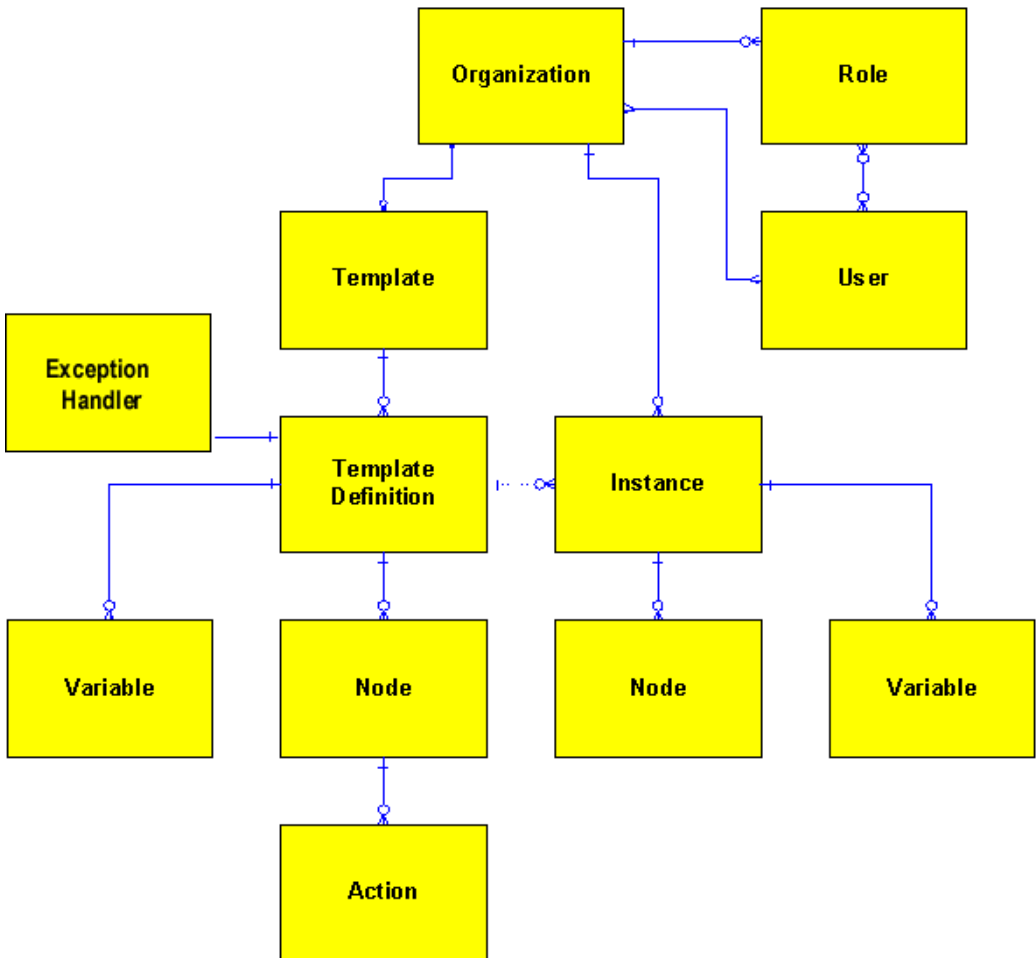 Organization
Role
Template
User
Exception
Handler
Template
Definition
Instance
Variable
Node
Node
Variable
Action